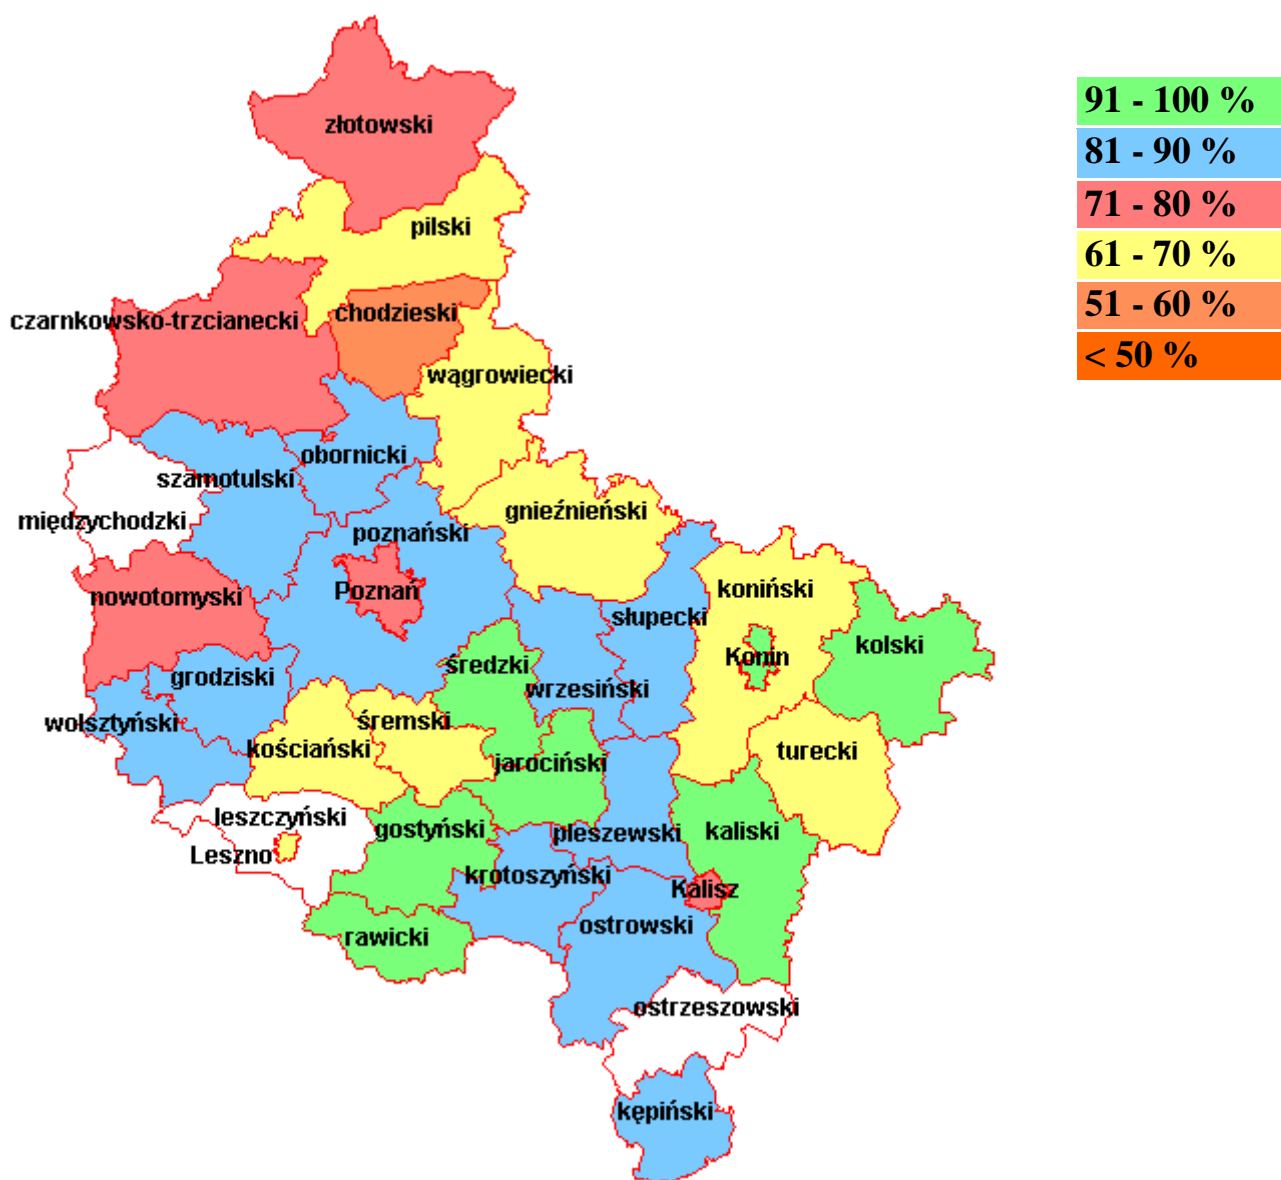 91 - 100 %
81 - 90 %
71 - 80 %
61 - 70 %
51 - 60 %
< 50 %
złotowski
pilski
czarnkowsko-trzcianecki
chodzieski
wągrowiecki
obornicki
szamotulski
międzychodzki
gnieźnieński
poznański
Poznań
nowotomyski
koniński
słupecki
kolski
Konin
średzki
grodziski
wrzesiński
wolsztyński
śremski
kościański
turecki
jarociński
leszczyński
gostyński
pleszewski
kaliski
Leszno
krotoszyński
Kalisz
rawicki
ostrowski
ostrzeszowski
kępiński